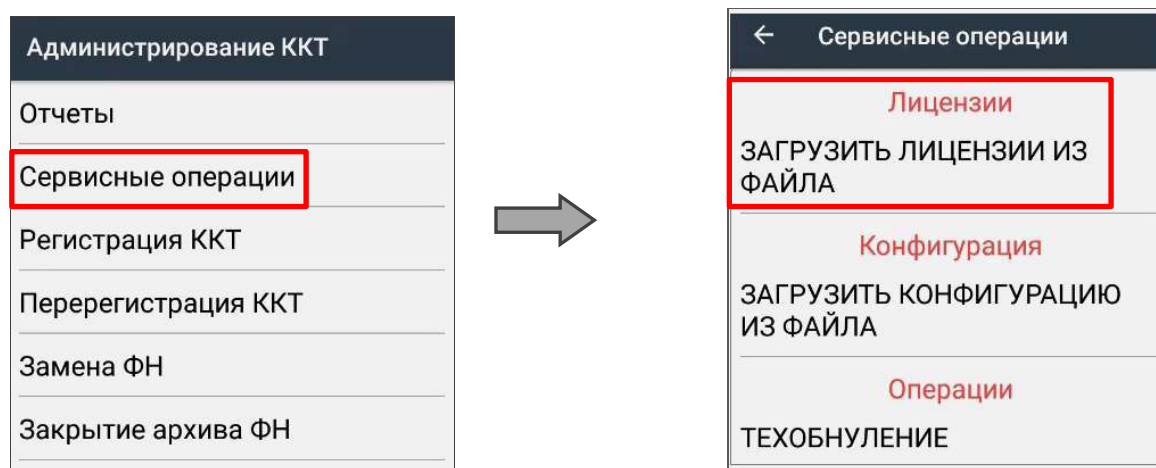 Администрирование ККТ
Отчеты
Сервисные операции
Регистрация ККТ
Перерегистрация ККТ
Замена ФН
Закрытие архива ФН
Сервисные операции
Лицензии
ЗАГРУЗИТЬ ЛИЦЕНЗИИ ИЗ
ФАЙЛА
Конфигурация
ЗАГРУЗИТЬ КОНФИГУРАЦИЮ
ИЗ ФАЙЛА
Операции
ТЕХОБНУЛЕНИЕ